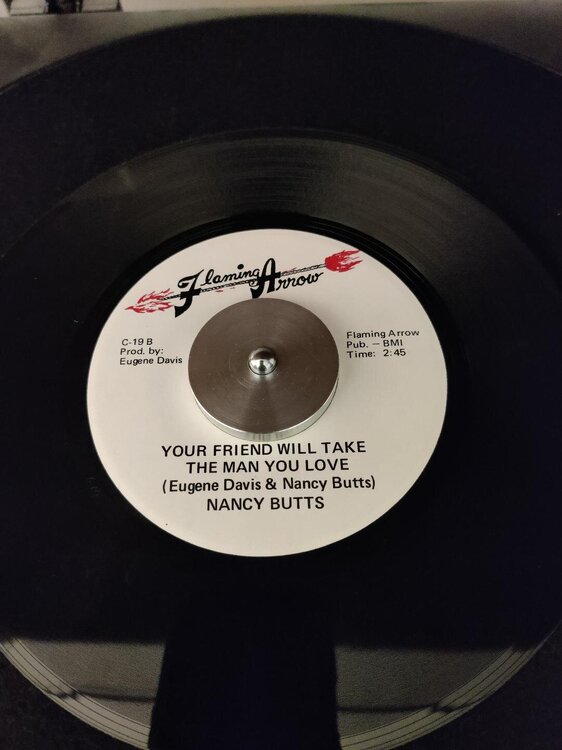 Flaming Arrow
C-19 B
Prod. by:
Eugene Davis
Flaming Arrow
Pub. — BMI
Time: 2:45
YOUR FRIEND WILL TAKE
THE MAN YOU LOVE
(Eugene Davis & Nancy Butts)
NANCY BUTTS